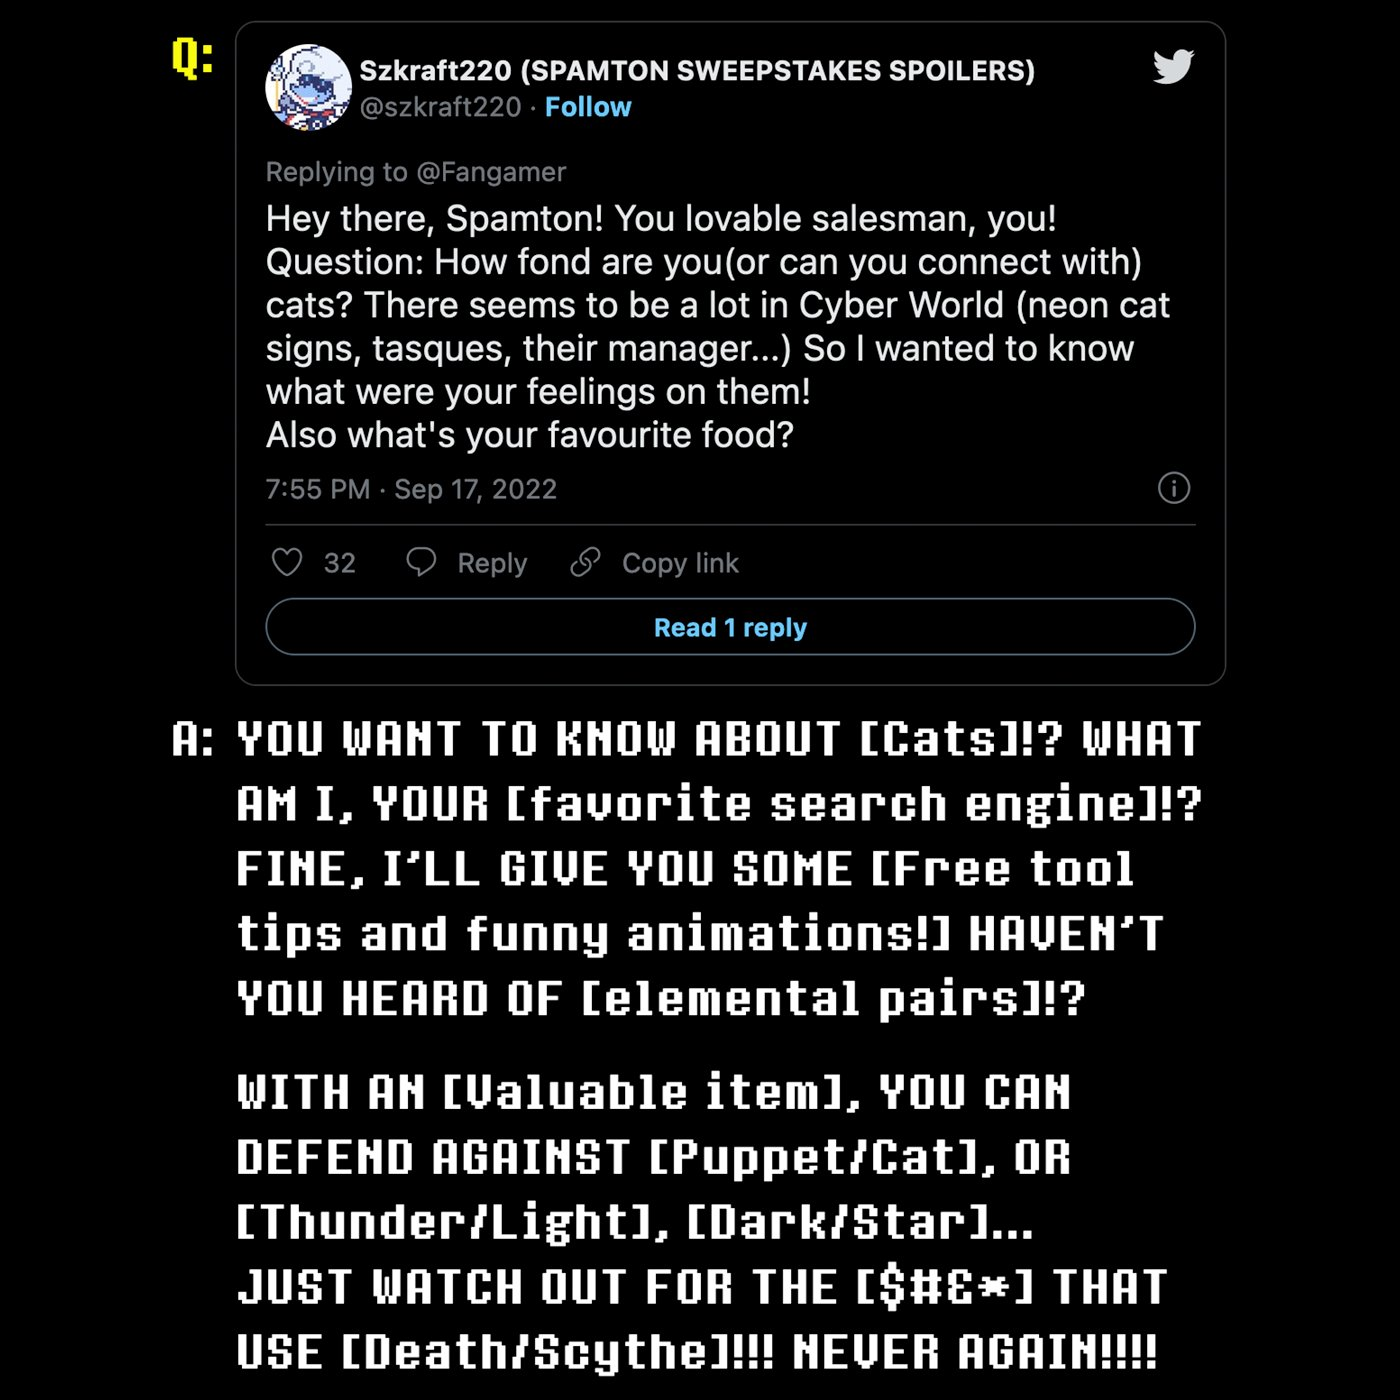 Q:
Szkraft220 (SPAMTON SWEEPSTAKES SPOILERS)
@szkraft220 · Follow
Replying to @Fangamer
Hey there, Spamton! You lovable salesman, you!
Question: How fond are you(or can you connect with)
cats? There seems to be a lot in Cyber World (neon cat
signs, tasques, their manager...) So I wanted to know
what were your feelings on them!
Also what's your favourite food?
7:55 PM · Sep 17, 2022
32 Reply Copy link
Read 1 reply
A: YOU WANT TO KNOW ABOUT [Cats]!? WHAT
AM I, YOUR [favorite search engine]!?
FINE, I’LL GIVE YOU SOME [Free tool
tips and funny animations!] HAVEN’T
YOU HEARD OF [elemental pairs]!?
WITH AN [Valuable item], YOU CAN
DEFEND AGAINST [Puppet/Cat], OR
[Thunder/Light], [Dark/Star]...
JUST WATCH OUT FOR THE [$#&*] THAT
USE [Death/Scythe]!!! NEVER AGAIN!!!!